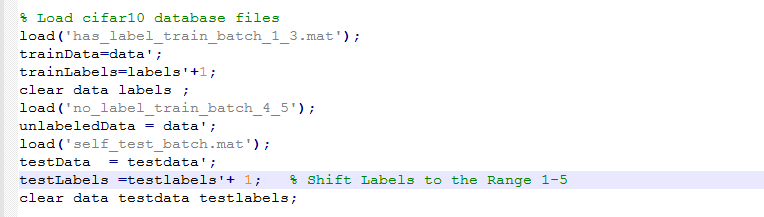 % Load cifar10 database files
load('has_label_train_batch_1_3.mat');
trainData=data';
trainLabels=labels'+1;
clear data labels ;
load('no_label_train_batch_4_5');
unlabeledData = data';
load('self_test_batch.mat');
testData  = testdata';
testLabels =testlabels'+ 1;   % Shift Labels to the Range 1-5
clear data testdata testlabels;